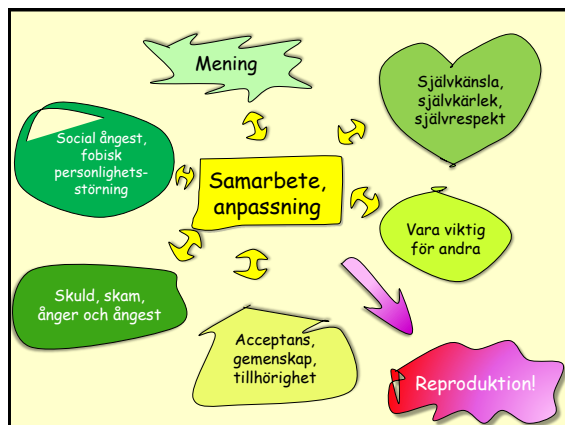 Mening
Självkänsla,
självkärlek,
självrespekt
Social ångest,
fobisk
personlighets-
störning
Samarbete,
anpassning
Vara viktig
för andra
Skuld, skam,
ånger och ångest
Acceptans,
gemenskap,
tillhörighet
Reproduktion!